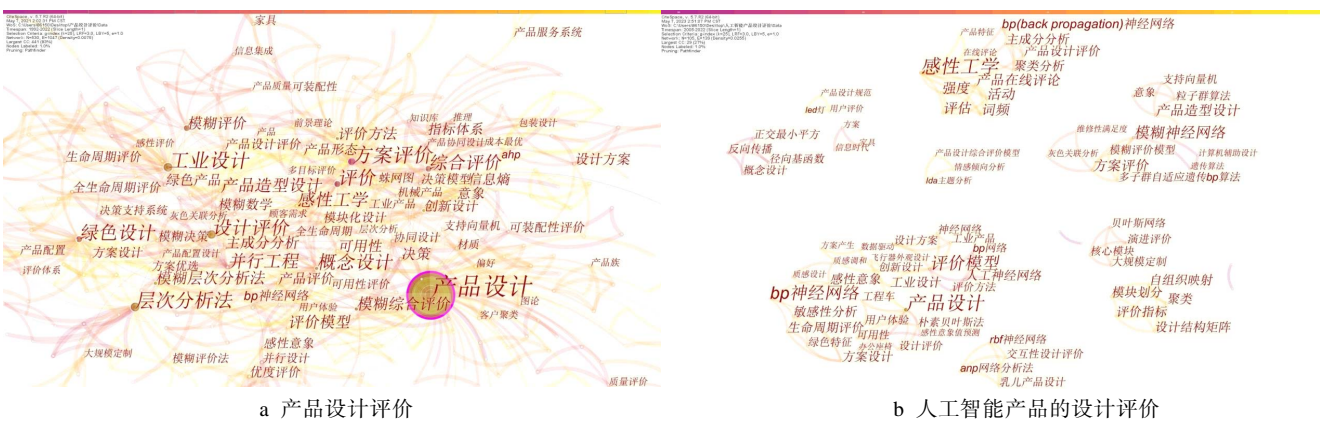 家具
产品服务系统
信息集成
产品质量 可装配性
模糊评价
前景理论
知识库 推理
包装设计
产品
评价方法
指标体系
感性评价
产品设计评价
产品形态
产品协同设计 成本最优
生命周期评价
工业设计
方案评价
综合评价 ahp
设计方案
多目标评价
绿色产品
产品造型设计
评价
蛛网图
决策模型 信息熵
全生命周期评价
机械产品
意象
模糊数学
感性工学
工业产品
创新设计
决策支持系统
灰色关联分析
顾客需求
模块化设计
绿色设计
模糊决策
设计评价
全生命周期
层次分析
支持向量机
可装配性评价
主成分分析
协同设计
产品配置
方案设计
产品配置设计
可用性
材质
决策
评价体系
方案优选
并行工程
概念设计
偏好
产品族
模糊层次分析法
产品评价
可用性评价
产品设计
层次分析法
bp神经网络
模糊综合评价
图论
用户体验
客户聚类
评价模型
感性意象
大规模定制
模糊评价法
并行设计
优度评价
质量评价
a 产品设计评价
bp(back propagation)神经网络
产品特征
主成分分析
在线评论
产品设计评价
感性工学
聚类分析
产品在线评论
强度
活动
评估
词频
支持向量机
意象
粒子群算法
产品造型设计
产品设计规范
led灯
用户评价
方案
正交最小平方
家具
信息时代
反向传播
径向基函数
概念设计
维修性满意度
模糊神经网络
产品设计综合评价模型
灰色关联分析
模糊评价模型
计算机辅助设计
情感倾向分析
方案评价
遗传算法
lda主题分析
多子群自适应遗传bp算法
贝叶斯网络
神经网络
演进评价
方案产生
数据驱动
设计方案
工业产品
核心模块
bp网络
大规模定制
质感调和
飞行器外观设计
创新设计
评价模型
质感设计
感性意象
工业设计
人工神经网络
自组织映射
bp神经网络
工程车
评价方法
模块划分
聚类
产品设计
敏感性分析
评价指标
生命周期评价
用户体验
朴素贝叶斯法
设计结构矩阵
可用性
感性意象值预测
绿色特征
办公座椅
设计评价
rbf神经网络
方案设计
交互性设计评价
anp网络分析法
乳儿产品设计
b 人工智能产品的设计评价